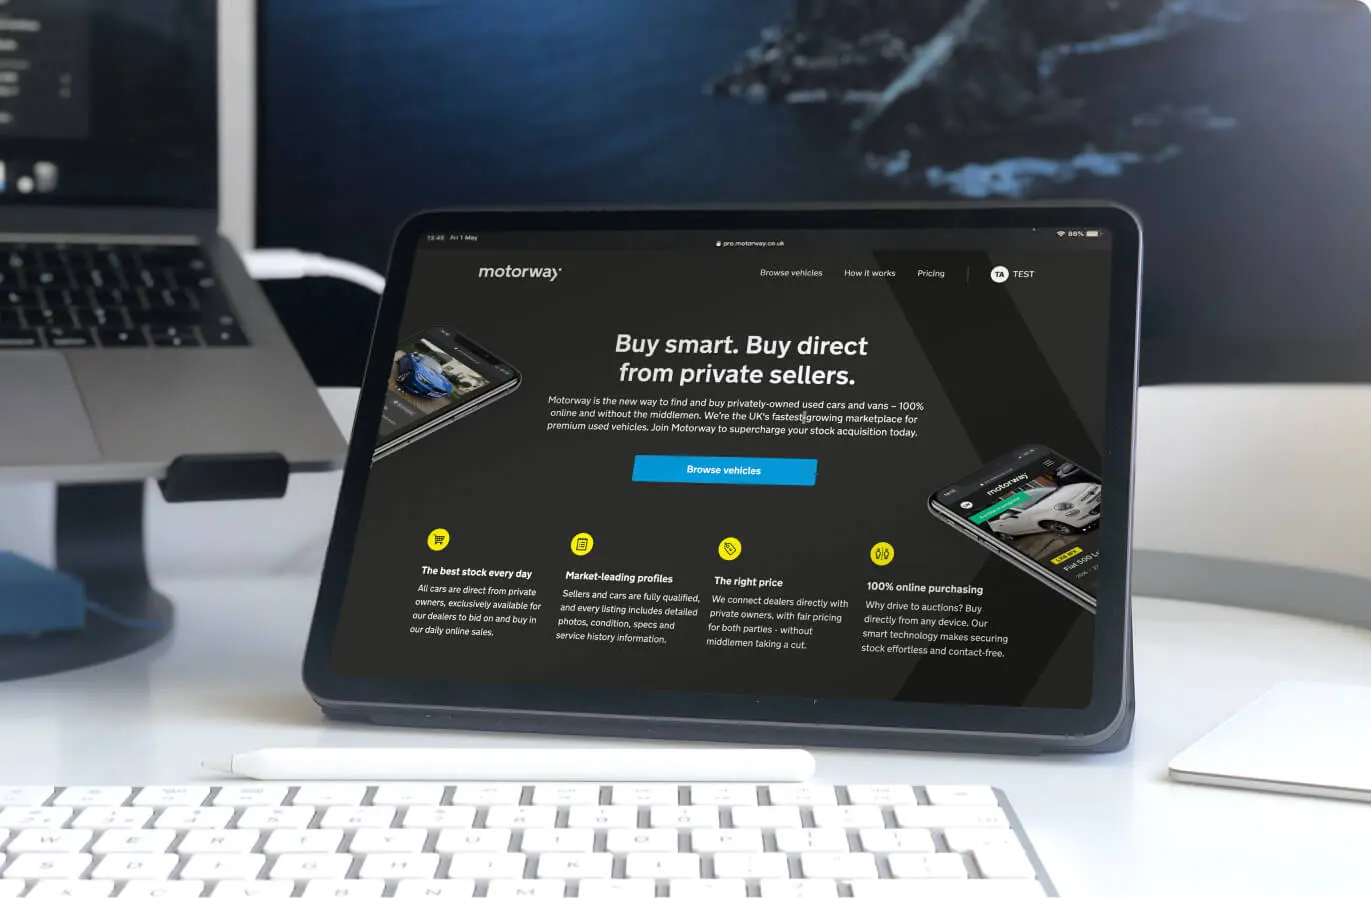 15:45 Fri 1 May
pro.motorway.co.uk
86%
motorway
Browse vehicles
How it works
Pricing
TA TEST
Buy smart. Buy direct
from private sellers.
Motorway is the new way to find and buy privately-owned used cars and vans – 100%
online and without the middlemen. We're the UK's fastest-growing marketplace for
premium used vehicles. Join Motorway to supercharge your stock acquisition today.
Browse vehicles
motorway
Fiat 500
The best stock every day
All cars are direct from private
owners, exclusively available for
our dealers to bid on and buy in
our daily online sales.
Market-leading profiles
Sellers and cars are fully qualified,
and every listing includes detailed
photos, condition, specs and
service history information.
The right price
We connect dealers directly with
private owners, with fair pricing
for both parties - without
middlemen taking a cut.
100% online purchasing
Why drive to auctions? Buy
directly from any device. Our
smart technology makes securing
stock effortless and contact-free.